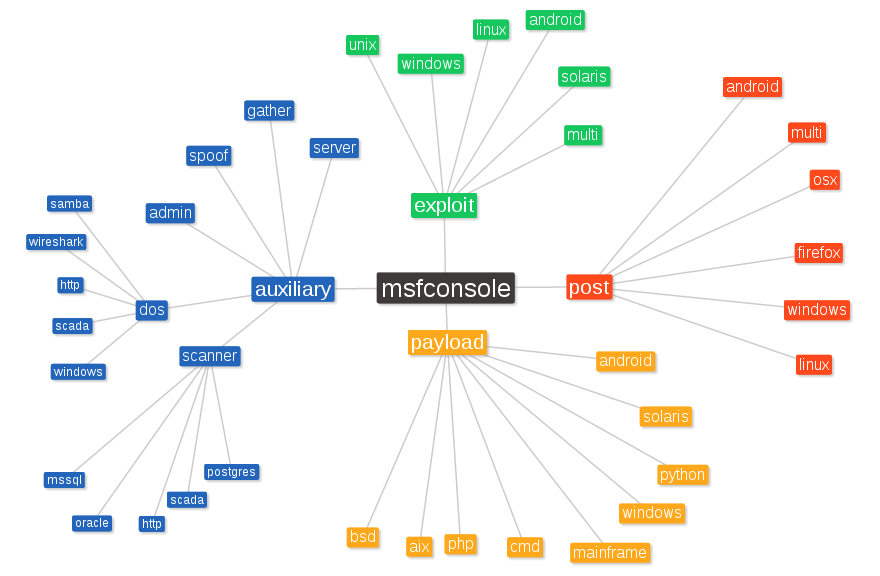 msfconsole
exploit
unix
windows
linux
android
solaris
multi
post
android
multi
osx
firefox
windows
linux
payload
android
solaris
python
windows
mainframe
cmd
php
aix
bsd
auxiliary
server
gather
spoof
admin
dos
samba
wireshark
http
scada
windows
scanner
mssql
oracle
http
scada
postgres